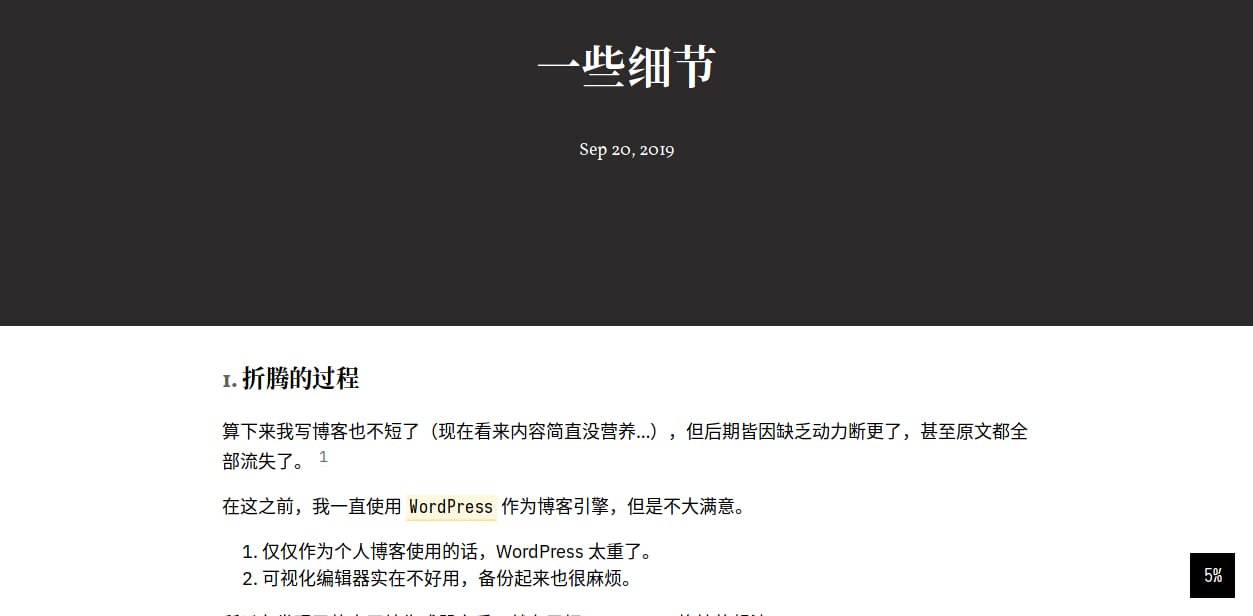 一些细节
Sep 20, 2019
1. 折腾的过程
算下来我写博客也不短了（现在看来内容简直没营养…），但后期皆因缺乏动力断更了，甚至原文都全
部流失了。 1
在这之前，我一直使用 WordPress 作为博客引擎，但是不大满意。
1. 仅仅作为个人博客使用的话，WordPress 太重了。
2. 可视化编辑器实在不好用，备份起来也很麻烦。
5%